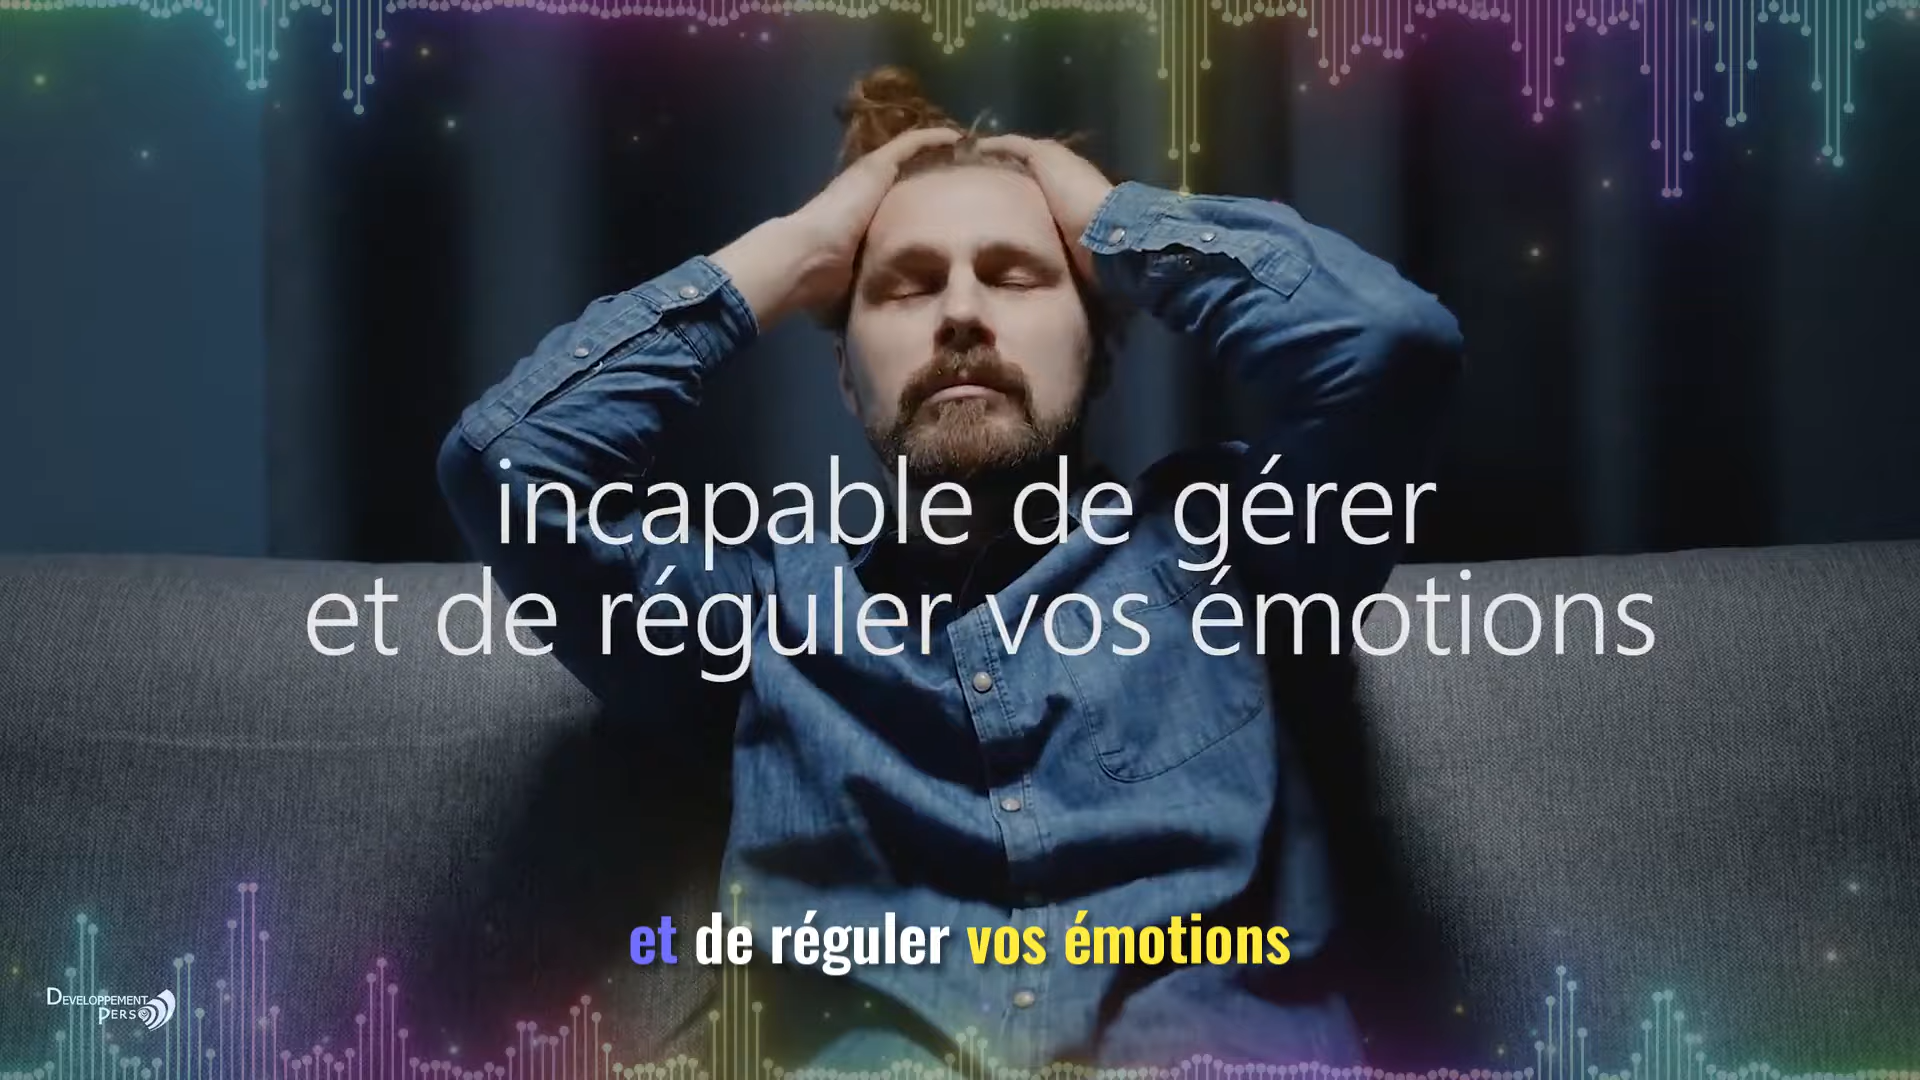 incapable de gérer
et de réguler vos émotions
et de réguler vos émotions
DEVELOPPEMENT
PERSO